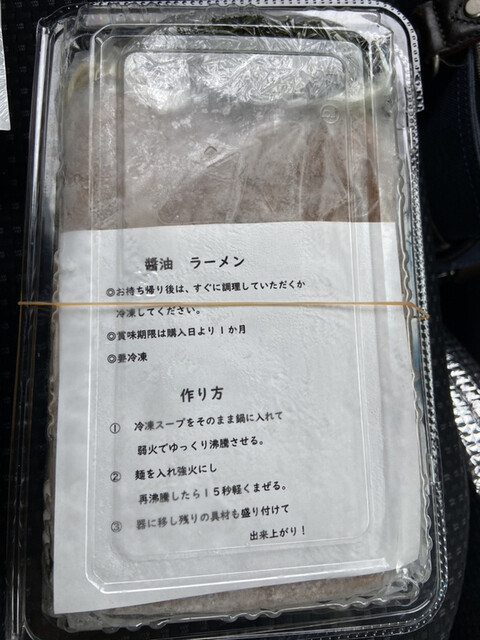 醤油 ラーメン
◎お持ち帰り後は、すぐに調理していただくか
冷凍してください。
◎賞味期限は購入日より1か月
◎要冷凍
作り方
① 冷凍スープをそのまま鍋に入れて
弱火でゆっくり沸騰させる。
② 麺を入れ強火にし
再沸騰したら15秒軽くまぜる。
③ 器に移し残りの具材も盛り付けて
出来上がり！